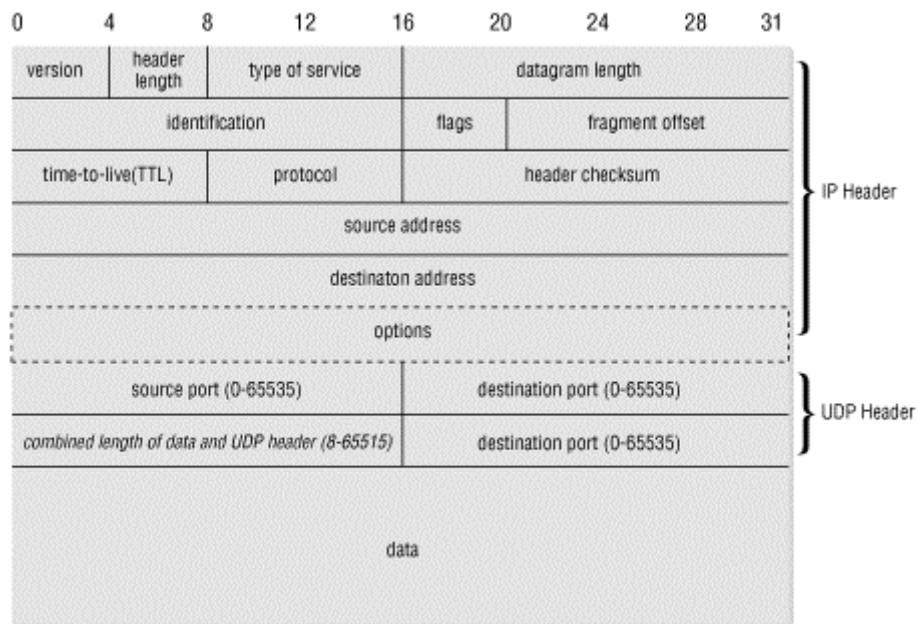 0 4 8 12 16 20 24 28 31
version header length type of service datagram length
identification flags fragment offset
time-to-live(TTL) protocol header checksum
IP Header
source address
destinaton address
options
source port (0-65535) destination port (0-65535)
UDP Header
combined length of data and UDP header (8-65515) destination port (0-65535)
data